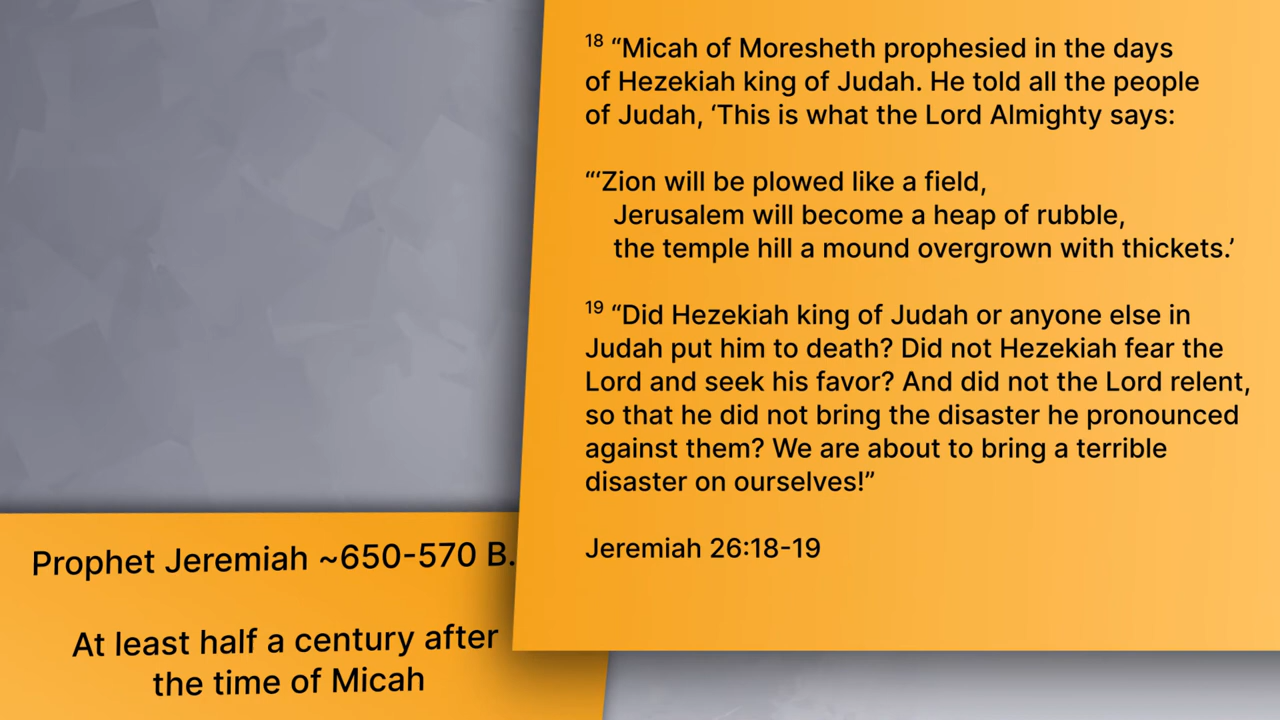 18 “Micah of Moresheth prophesied in the days
of Hezekiah king of Judah. He told all the people
of Judah, ‘This is what the Lord Almighty says:
“‘Zion will be plowed like a field,
Jerusalem will become a heap of rubble,
the temple hill a mound overgrown with thickets.’
19 “Did Hezekiah king of Judah or anyone else in
Judah put him to death? Did not Hezekiah fear the
Lord and seek his favor? And did not the Lord relent,
so that he did not bring the disaster he pronounced
against them? We are about to bring a terrible
disaster on ourselves!”
Jeremiah 26:18-19
Prophet Jeremiah ~650-570 B.
At least half a century after
the time of Micah